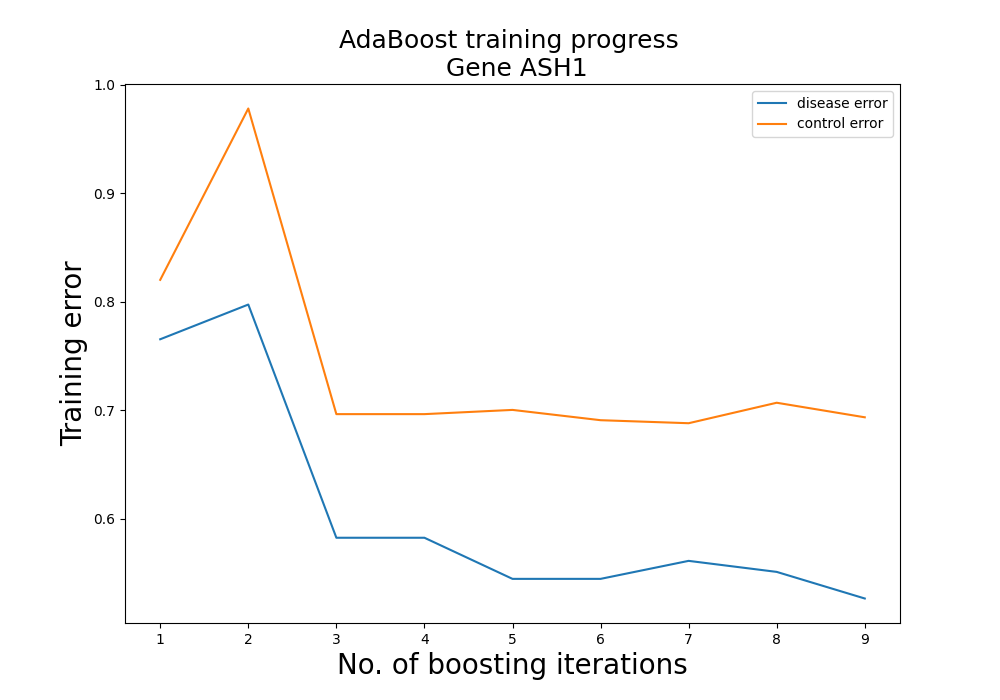 AdaBoost training progress
Gene ASH1
disease error
control error
Training error
1.0
0.9
0.8
0.7
0.6
1 2 3 4 5 6 7 8 9
No. of boosting iterations